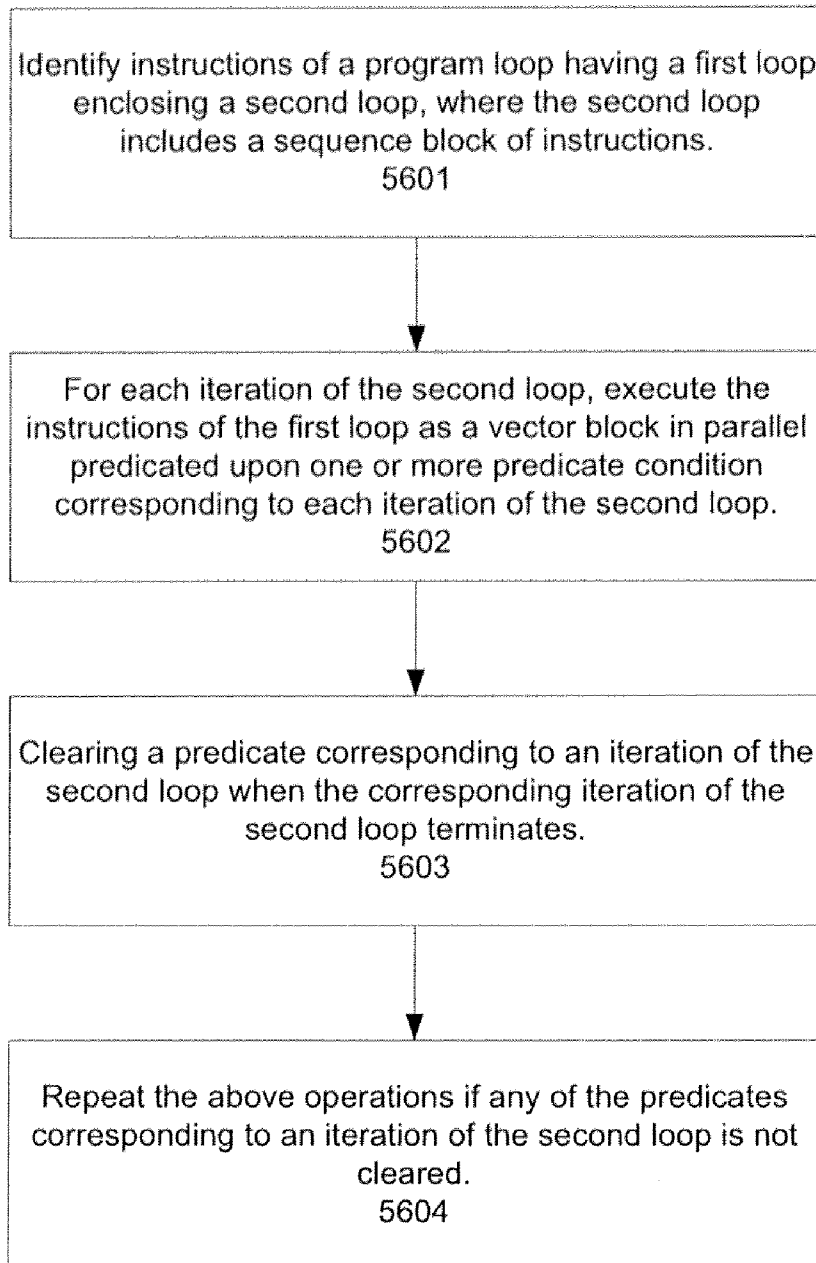 Identify instructions of a program loop having a first loop
enclosing a second loop, where the second loop
includes a sequence block of instructions.
5601
For each iteration of the second loop, execute the
instructions of the first loop as a vector block in parallel
predicated upon one or more predicate condition
corresponding to each iteration of the second loop.
5602
Clearing a predicate corresponding to an iteration of the
second loop when the corresponding iteration of the
second loop terminates.
5603
Repeat the above operations if any of the predicates
corresponding to an iteration of the second loop is not
cleared.
5604